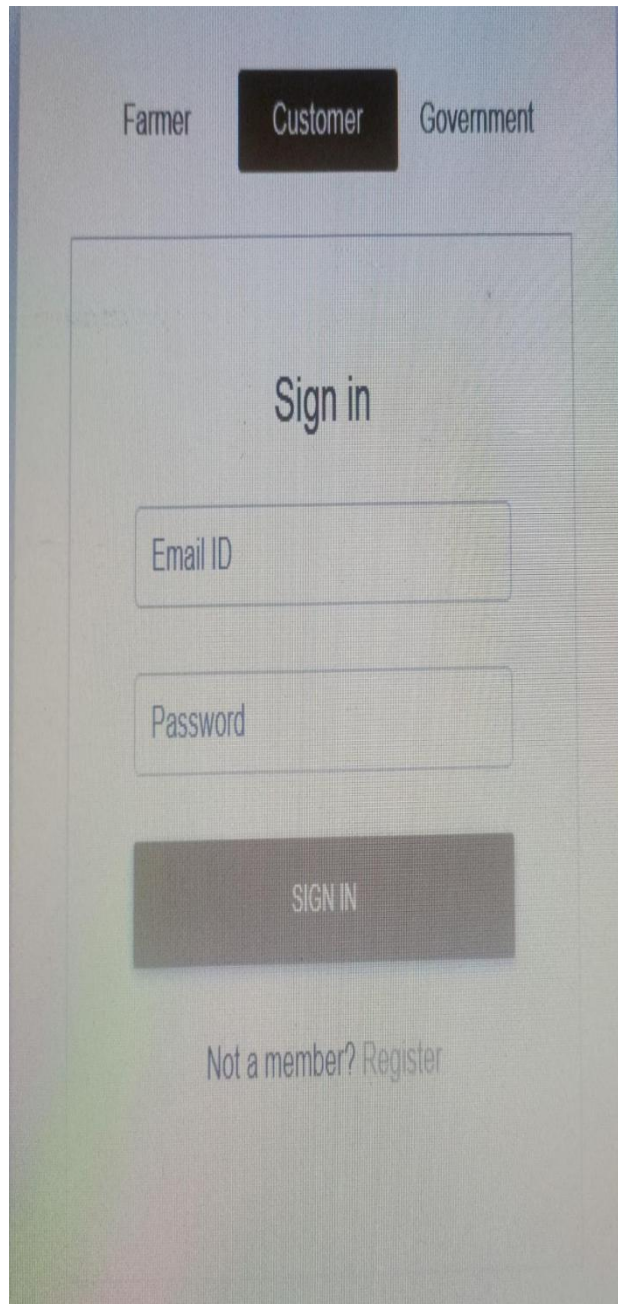 Farmer Customer Government
Sign in
Email ID
Password
SIGN IN
Not a member? Register